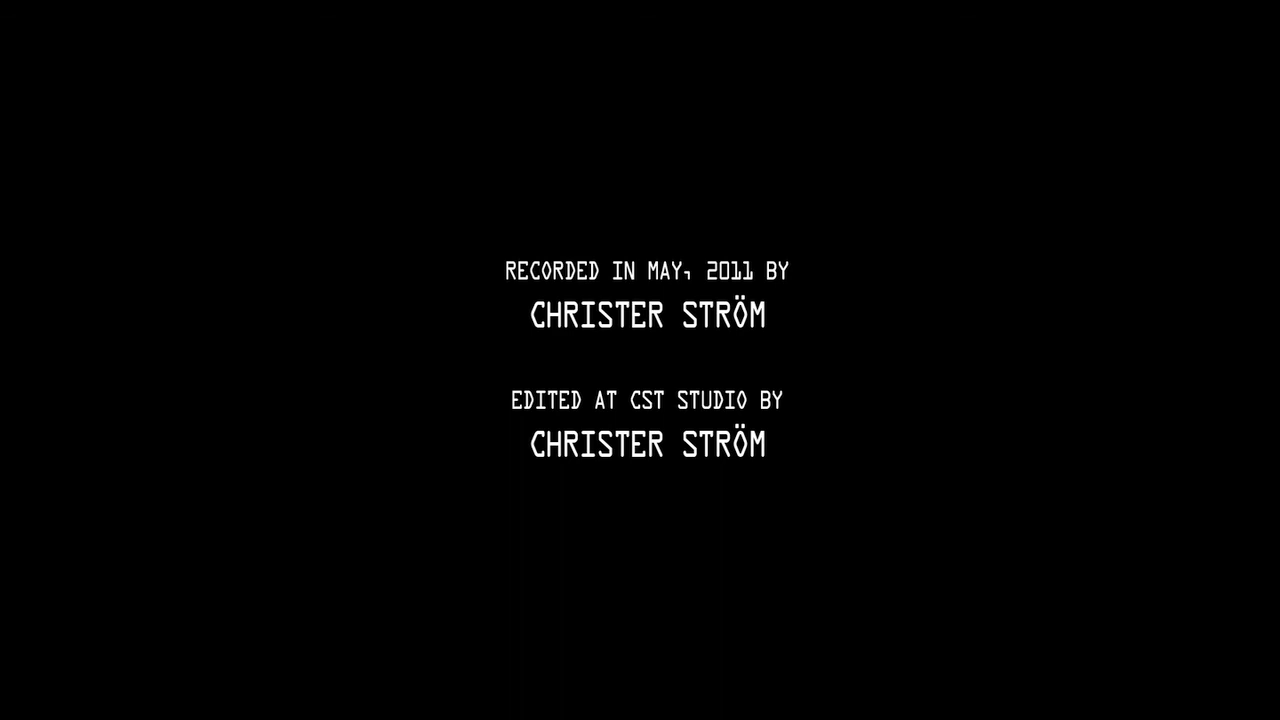 RECORDED IN MAY, 2011 BY
CHRISTER STRÖM
EDITED AT CST STUDIO BY
CHRISTER STRÖM